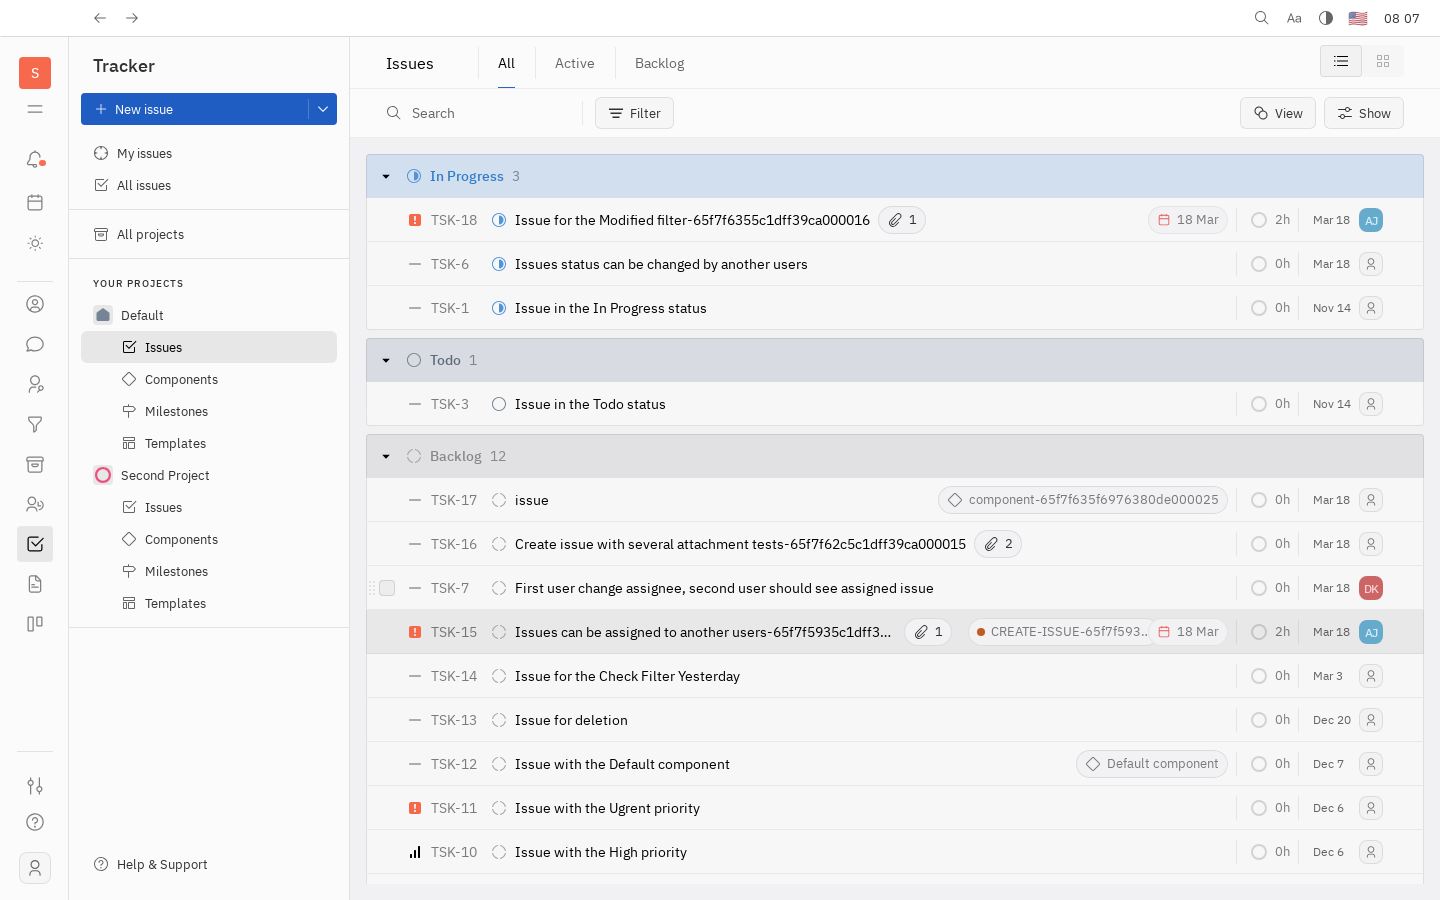 Aa 08 07
S
Tracker
New issue
My issues
All issues
All projects
YOUR PROJECTS
Default
Issues
Components
Milestones
Templates
Second Project
Issues
Components
Milestones
Templates
Help & Support
Issues All Active Backlog
Search Filter View Show
In Progress 3
TSK-18 Issue for the Modified filter-65f7f6355c1dff39ca000016 1 18 Mar 2h Mar 18 AJ
TSK-6 Issues status can be changed by another users 0h Mar 18
TSK-1 Issue in the In Progress status 0h Nov 14
Todo 1
TSK-3 Issue in the Todo status 0h Nov 14
Backlog 12
TSK-17 issue component-65f7f635f6976380de000025 0h Mar 18
TSK-16 Create issue with several attachment tests-65f7f62c5c1dff39ca000015 2 0h Mar 18
TSK-7 First user change assignee, second user should see assigned issue 0h Mar 18 DK
TSK-15 Issues can be assigned to another users-65f7f5935c1dff3... 1 CREATE-ISSUE-65f7f593... 18 Mar 2h Mar 18 AJ
TSK-14 Issue for the Check Filter Yesterday 0h Mar 3
TSK-13 Issue for deletion 0h Dec 20
TSK-12 Issue with the Default component Default component 0h Dec 7
TSK-11 Issue with the Ugrent priority 0h Dec 6
TSK-10 Issue with the High priority 0h Dec 6